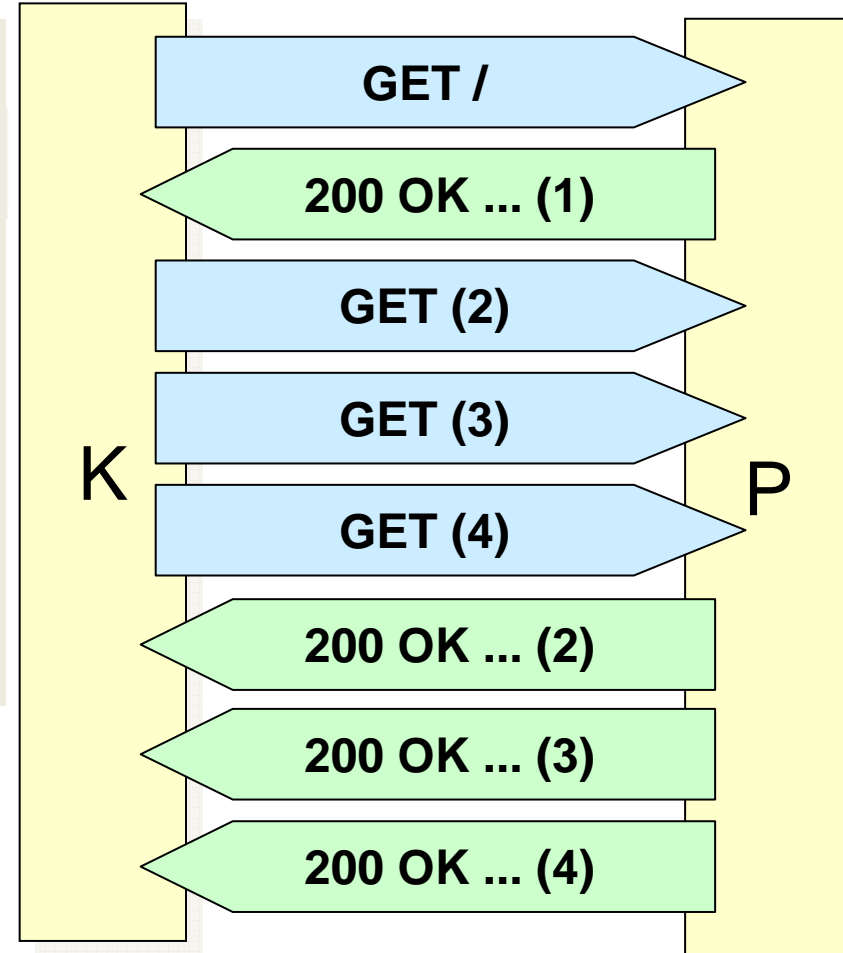 GET /
200 OK ... (1)
GET (2)
GET (3)
K
P
GET (4)
200 OK ... (2)
200 OK ... (3)
200 OK ... (4)